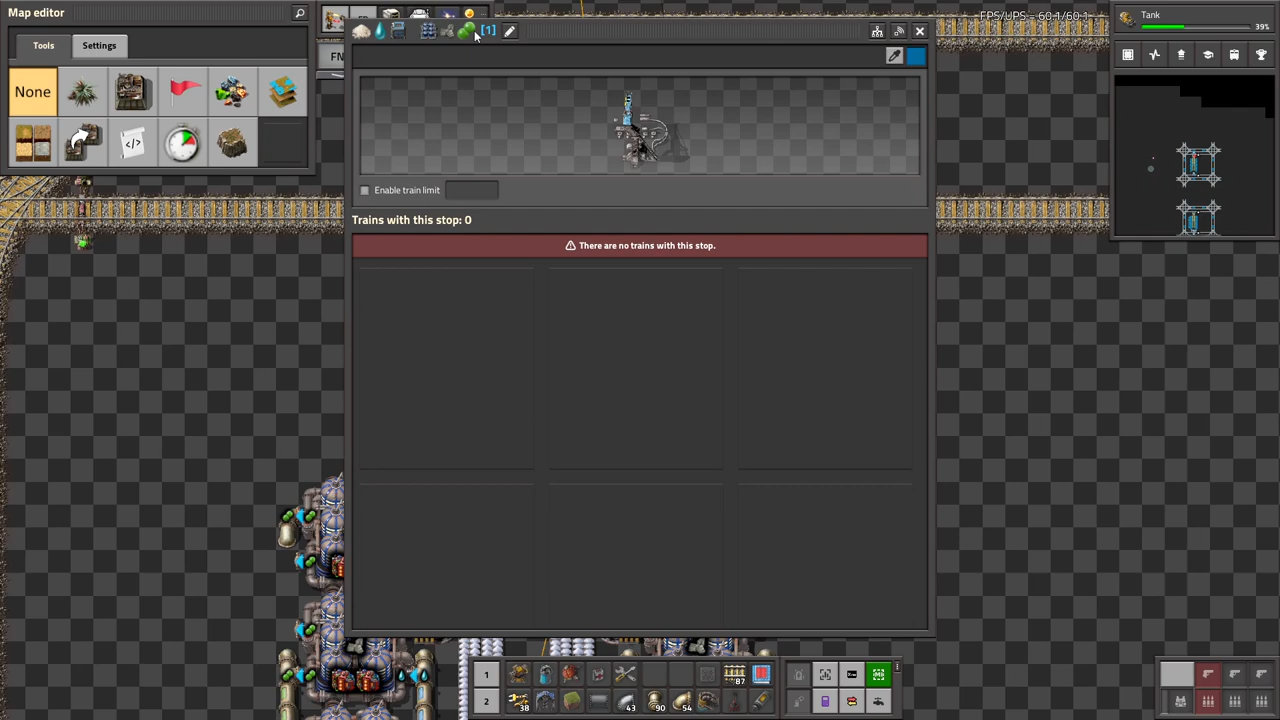 Map editor
Tools
Settings
None
</>
[1]
FPS/UPS = 60.1/60.1
Tank
39%
Enable train limit
Trains with this stop: 0
There are no trains with this stop.
1
87
2
38
43
90
54